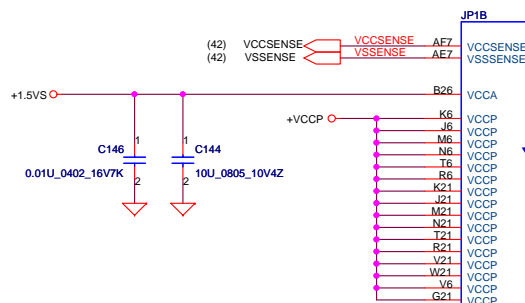 JP1B
(42) VCCSENSE VCCSENSE AF7 VCCSENSE
(42) VSSENSE VSSENSE AE7 VSSSENSE
+1.5VS B26 VCCA
+VCCP K6 VCCP
J6 VCCP
M6 VCCP
N6 VCCP
T6 VCCP
R6 VCCP
K21 VCCP
J21 VCCP
M21 VCCP
N21 VCCP
T21 VCCP
R21 VCCP
V21 VCCP
W21 VCCP
V6 VCCP
G21 VCCP
1 1
C146 C144
2 2
0.01U_0402_16V7K 10U_0805_10V4Z